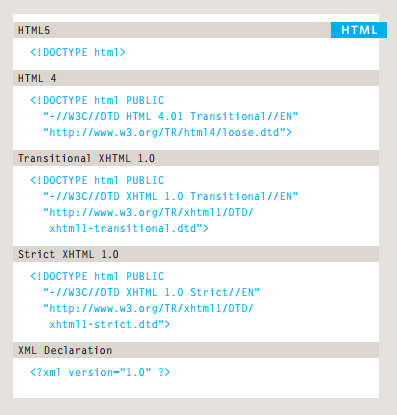 HTML5
HTML
<!DOCTYPE html>
HTML 4
<!DOCTYPE html PUBLIC
"-//W3C//DTD HTML 4.01 Transitional//EN"
"http://www.w3.org/TR/html4/loose.dtd">
Transitional XHTML 1.0
<!DOCTYPE html PUBLIC
"-//W3C//DTD XHTML 1.0 Transitional//EN"
"http://www.w3.org/TR/xhtml1/DTD/
xhtml1-transitional.dtd">
Strict XHTML 1.0
<!DOCTYPE html PUBLIC
"-//W3C//DTD XHTML 1.0 Strict//EN"
"http://www.w3.org/TR/xhtml1/DTD/
xhtml1-strict.dtd">
XML Declaration
<?xml version="1.0" ?>